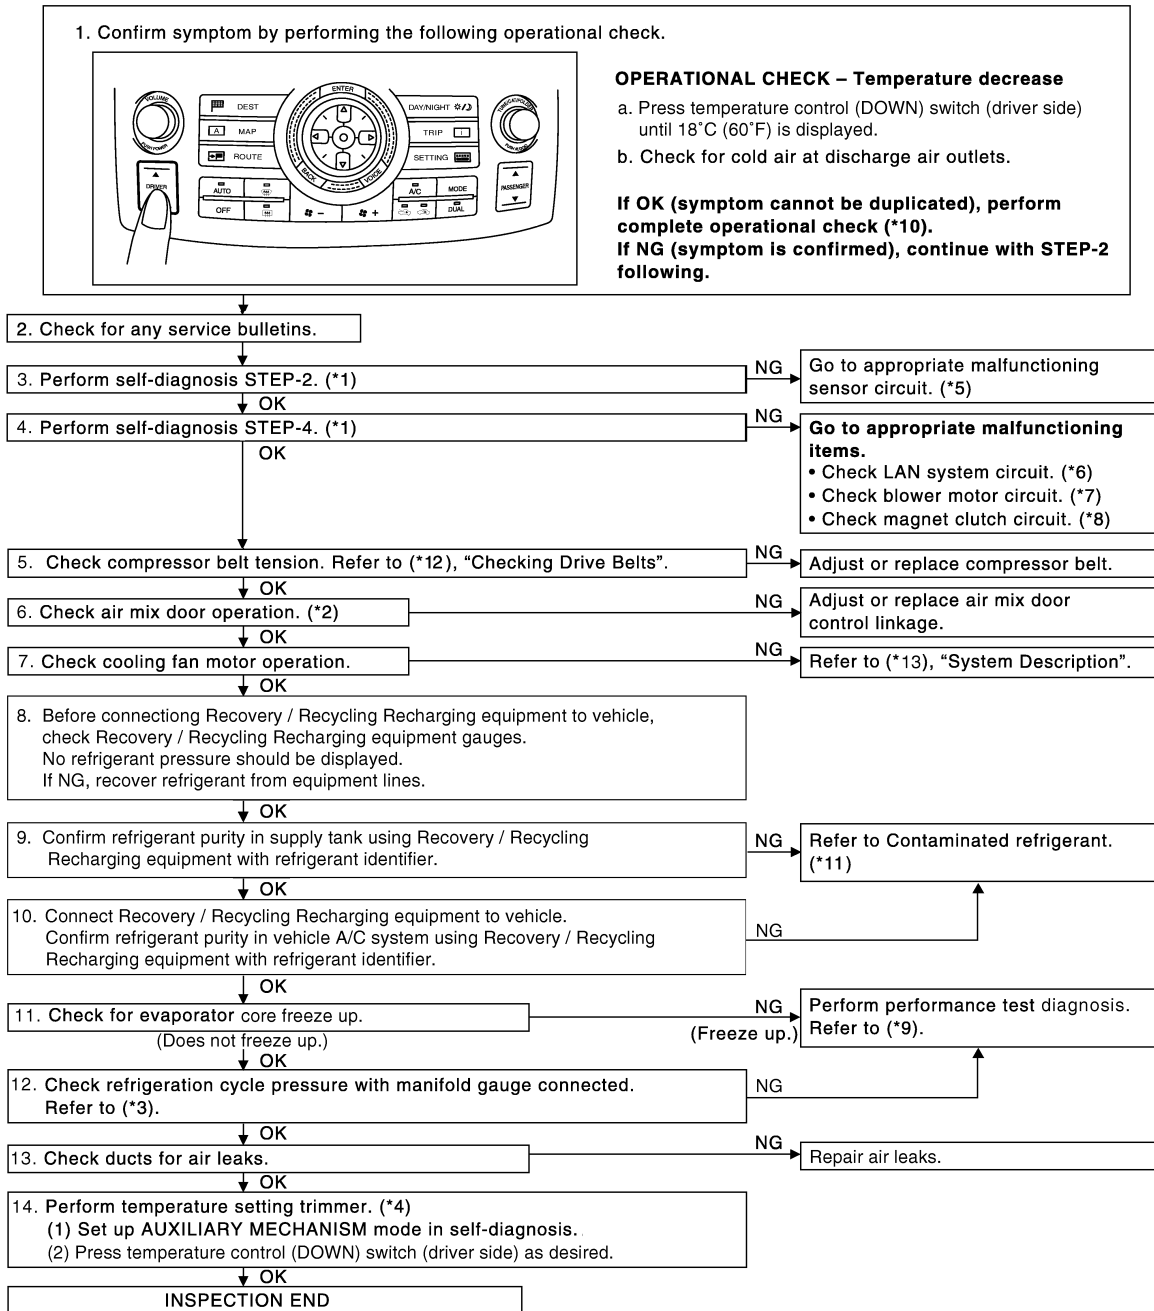 1. Confirm symptom by performing the following operational check.
VOLUME
PUSH POWER
DEST
MAP
ROUTE
A
ENTER
BACK
VOICE
DAY/NIGHT
TRIP
i
SETTING
PUSH AUDIO
DRIVER
PASSENGER
AUTO
OFF
A/C
MODE
DUAL
−
+
OPERATIONAL CHECK – Temperature decrease
a. Press temperature control (DOWN) switch (driver side)
until 18˚C (60˚F) is displayed.
b. Check for cold air at discharge air outlets.
If OK (symptom cannot be duplicated), perform
complete operational check (*10).
If NG (symptom is confirmed), continue with STEP-2
following.
2. Check for any service bulletins.
3. Perform self-diagnosis STEP-2. (*1)
NG
Go to appropriate malfunctioning
sensor circuit. (*5)
OK
4. Perform self-diagnosis STEP-4. (*1)
NG
Go to appropriate malfunctioning
items.
• Check LAN system circuit. (*6)
• Check blower motor circuit. (*7)
• Check magnet clutch circuit. (*8)
OK
5. Check compressor belt tension. Refer to (*12), “Checking Drive Belts”.
NG
Adjust or replace compressor belt.
OK
6. Check air mix door operation. (*2)
NG
Adjust or replace air mix door
control linkage.
OK
7. Check cooling fan motor operation.
NG
Refer to (*13), “System Description”.
OK
8. Before connectiong Recovery / Recycling Recharging equipment to vehicle,
check Recovery / Recycling Recharging equipment gauges.
No refrigerant pressure should be displayed.
If NG, recover refrigerant from equipment lines.
OK
9. Confirm refrigerant purity in supply tank using Recovery / Recycling
Recharging equipment with refrigerant identifier.
NG
Refer to Contaminated refrigerant.
(*11)
OK
10. Connect Recovery / Recycling Recharging equipment to vehicle.
Confirm refrigerant purity in vehicle A/C system using Recovery / Recycling
Recharging equipment with refrigerant identifier.
NG
OK
11. Check for evaporator core freeze up.
NG
(Freeze up.)
Perform performance test diagnosis.
Refer to (*9).
(Does not freeze up.)
OK
12. Check refrigeration cycle pressure with manifold gauge connected.
Refer to (*3).
NG
OK
13. Check ducts for air leaks.
NG
Repair air leaks.
OK
14. Perform temperature setting trimmer. (*4)
(1) Set up AUXILIARY MECHANISM mode in self-diagnosis.
(2) Press temperature control (DOWN) switch (driver side) as desired.
OK
INSPECTION END